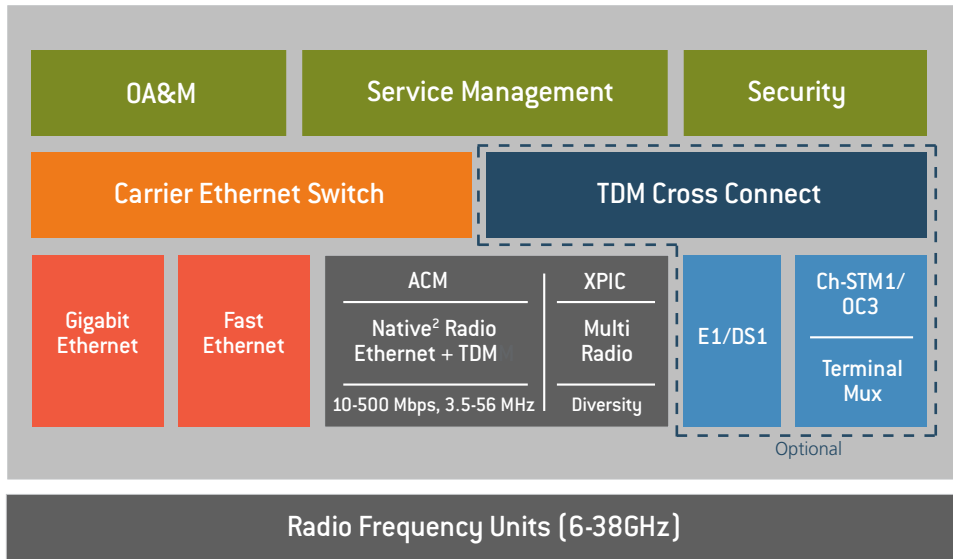 OA&M
Service Management
Security
Carrier Ethernet Switch
TDM Cross Connect
Gigabit
Ethernet
Fast
Ethernet
ACM
Native² Radio
Ethernet + TDM
10-500 Mbps, 3.5-56 MHz
XPIC
Multi
Radio
Diversity
E1/DS1
Ch-STM1/
OC3
Terminal
Mux
Optional
Radio Frequency Units (6-38GHz)